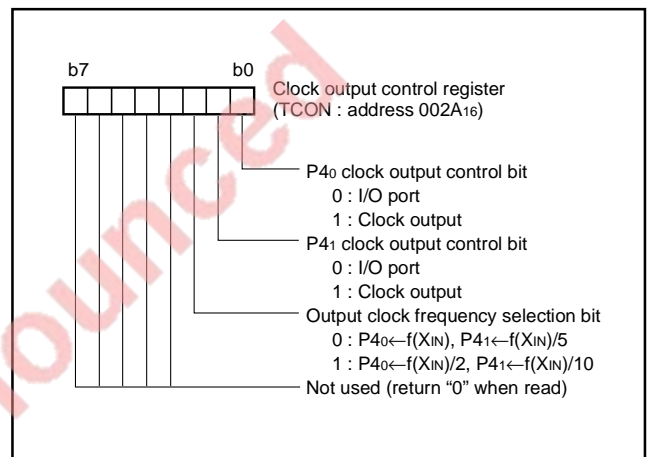 b7 b0
Clock output control register
(TCON : address 002A16)
P40 clock output control bit
0 : I/O port
1 : Clock output
P41 clock output control bit
0 : I/O port
1 : Clock output
Output clock frequency selection bit
0 : P40←f(XIN), P41←f(XIN)/5
1 : P40←f(XIN)/2, P41←f(XIN)/10
Not used (return “0” when read)
ounced